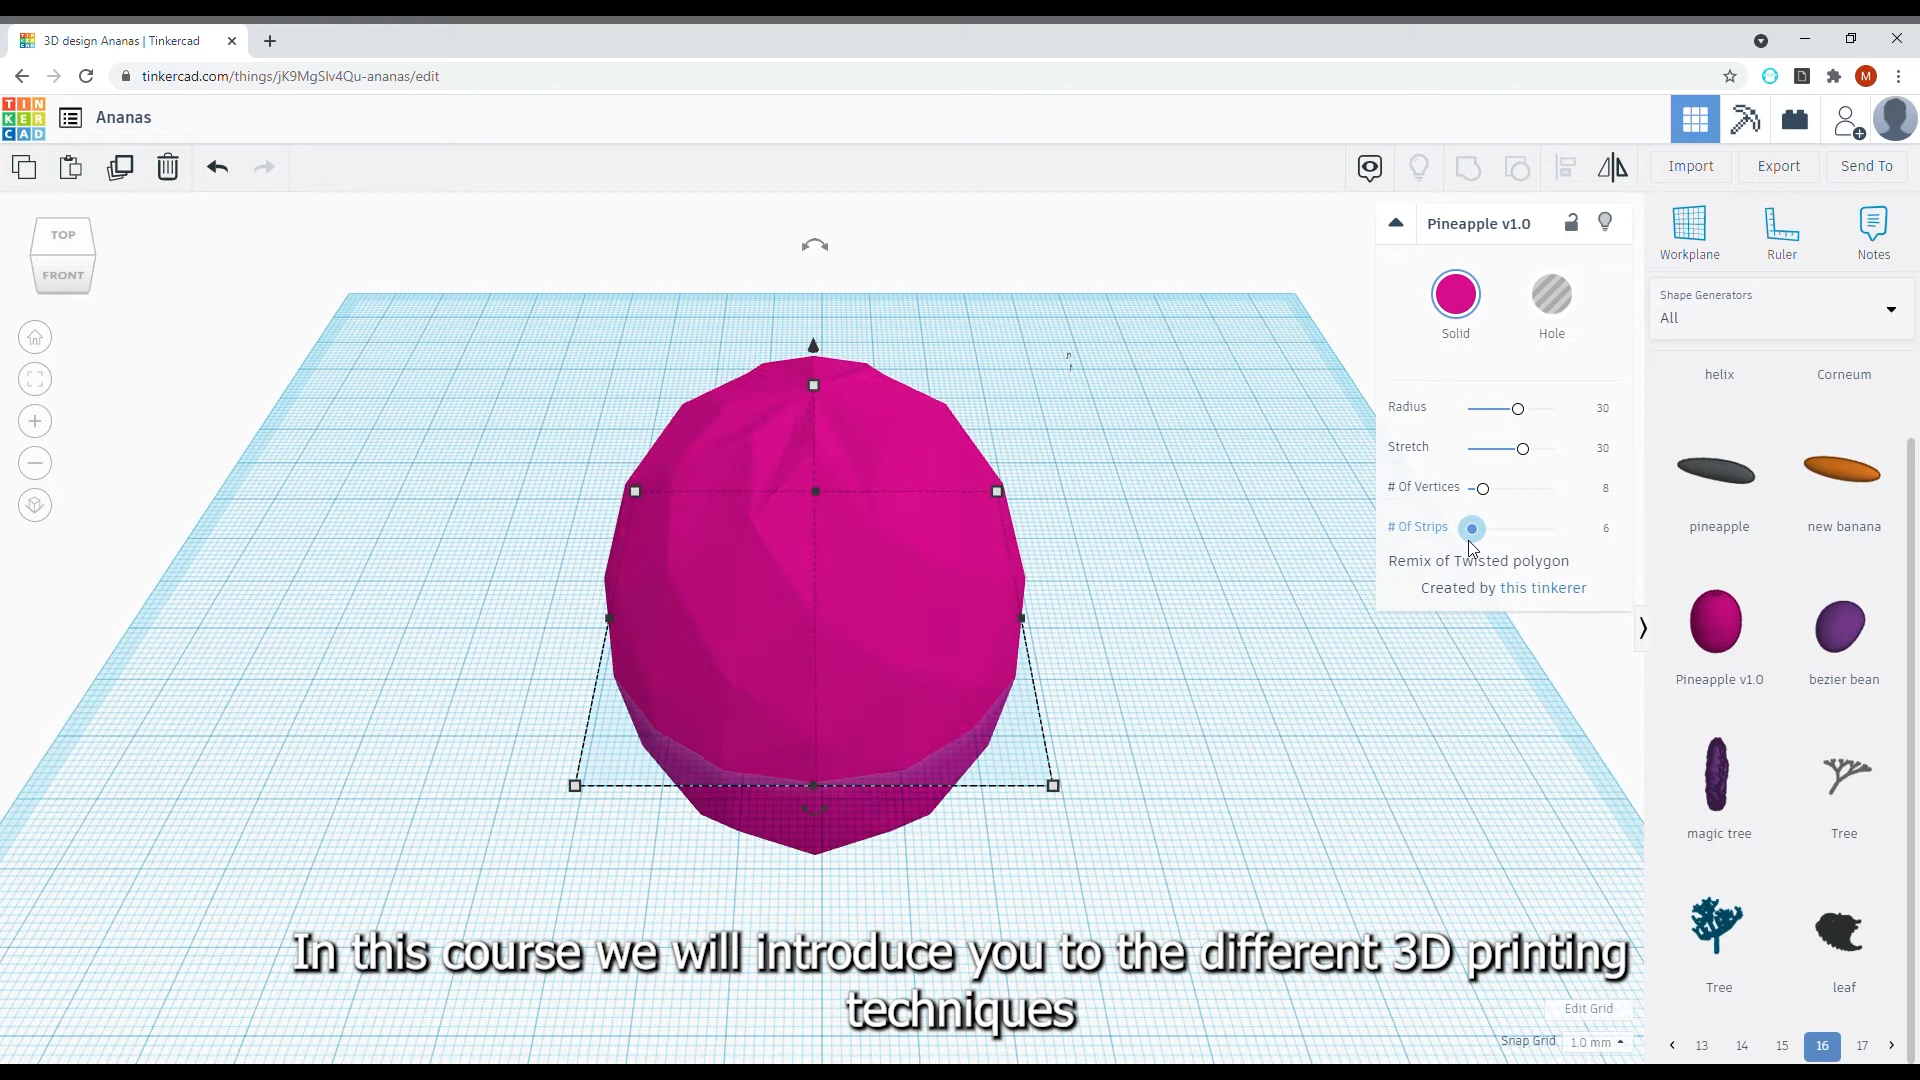 3D design Ananas | Tinkercad
tinkercad.com/things/jK9MgSlv4Qu-ananas/edit
M
TIN
KER
CAD
Ananas
Import
Export
Send To
TOP
FRONT
Pineapple v1.0
Solid
Hole
Radius
30
Stretch
30
# Of Vertices
8
# Of Strips
6
Remix of Twisted polygon
Created by this tinkerer
Workplane
Ruler
Notes
Shape Generators
All
helix
Corneum
pineapple
new banana
Pineapple v1.0
bezier bean
magic tree
Tree
Tree
leaf
13 14 15 16 17
In this course we will introduce you to the different 3D printing
techniques
Edit Grid
Snap Grid 1.0 mm